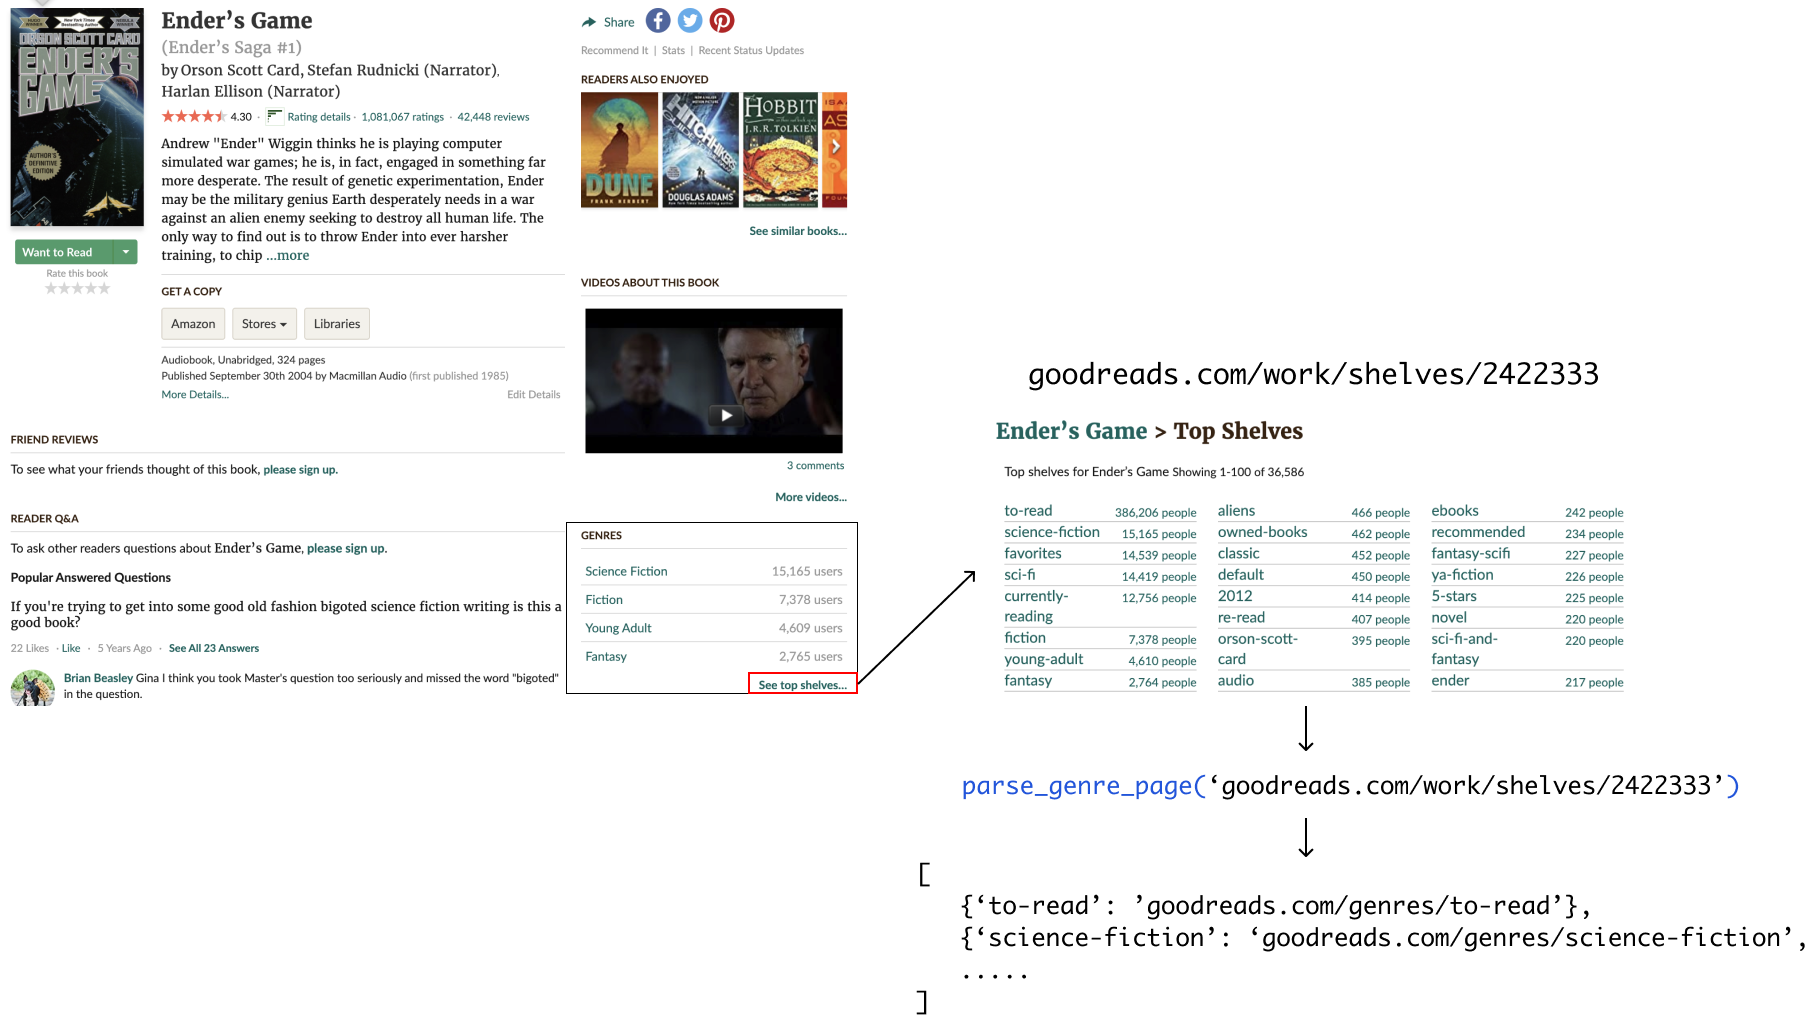 HUGO WINNER
New York Times Bestselling Author
NEBULA WINNER
ORSON SCOTT CARD
ENDER'S
GAME
AUTHOR'S
DEFINITIVE
EDITION
Want to Read
Rate this book
Ender's Game
(Ender's Saga #1)
by Orson Scott Card, Stefan Rudnicki (Narrator),
Harlan Ellison (Narrator)
4.30 · Rating details · 1,081,067 ratings · 42,448 reviews
Andrew "Ender" Wiggin thinks he is playing computer
simulated war games; he is, in fact, engaged in something far
more desperate. The result of genetic experimentation, Ender
may be the military genius Earth desperately needs in a war
against an alien enemy seeking to destroy all human life. The
only way to find out is to throw Ender into ever harsher
training, to chip ...more
GET A COPY
Amazon
Stores
Libraries
Audiobook, Unabridged, 324 pages
Published September 30th 2004 by Macmillan Audio (first published 1985)
More Details...
Edit Details
FRIEND REVIEWS
To see what your friends thought of this book, please sign up.
READER Q&A
To ask other readers questions about Ender's Game, please sign up.
Popular Answered Questions
If you're trying to get into some good old fashion bigoted science fiction writing is this a
good book?
22 Likes · Like · 5 Years Ago · See All 23 Answers
Brian Beasley Gina I think you took Master's question too seriously and missed the word "bigoted"
in the question.
Share
Recommend It | Stats | Recent Status Updates
READERS ALSO ENJOYED
DUNE
FRANK HERBERT
HITCHHIKER'S
GUIDE
DOUGLAS ADAMS
HOBBIT
J.R.R. TOLKIEN
ISA
AS
FOUN
See similar books...
VIDEOS ABOUT THIS BOOK
3 comments
More videos...
GENRES
Science Fiction 15,165 users
Fiction 7,378 users
Young Adult 4,609 users
Fantasy 2,765 users
See top shelves...
goodreads.com/work/shelves/2422333
Ender's Game > Top Shelves
Top shelves for Ender's Game Showing 1-100 of 36,586
to-read 386,206 people
science-fiction 15,165 people
favorites 14,539 people
sci-fi 14,419 people
currently- 12,756 people
reading
fiction 7,378 people
young-adult 4,610 people
fantasy 2,764 people
aliens 466 people
owned-books 462 people
classic 452 people
default 450 people
2012 414 people
re-read 407 people
orson-scott- 395 people
card
audio 385 people
ebooks 242 people
recommended 234 people
fantasy-scifi 227 people
ya-fiction 226 people
5-stars 225 people
novel 220 people
sci-fi-and- 220 people
fantasy
ender 217 people
parse_genre_page(‘goodreads.com/work/shelves/2422333’)
[
{‘to-read’: ’goodreads.com/genres/to-read’},
{‘science-fiction’: ‘goodreads.com/genres/science-fiction’,
.....
]